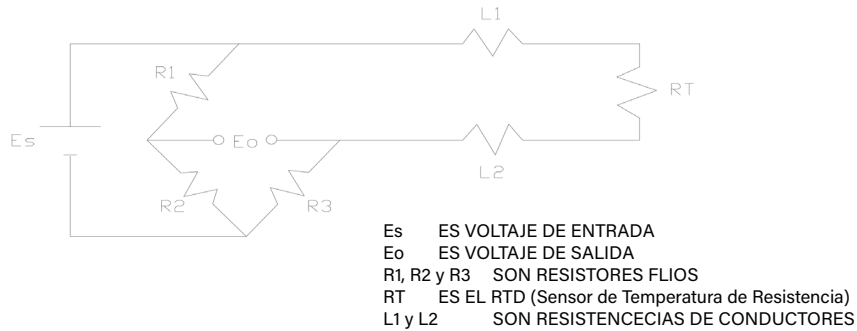 L1
R1
RT
Es
Eo
L2
R2
R3
Es ES VOLTAJE DE ENTRADA
Eo ES VOLTAJE DE SALIDA
R1, R2 y R3 SON RESISTORES FLIOS
RT ES EL RTD (Sensor de Temperatura de Resistencia)
L1 y L2 SON RESISTENCECIAS DE CONDUCTORES